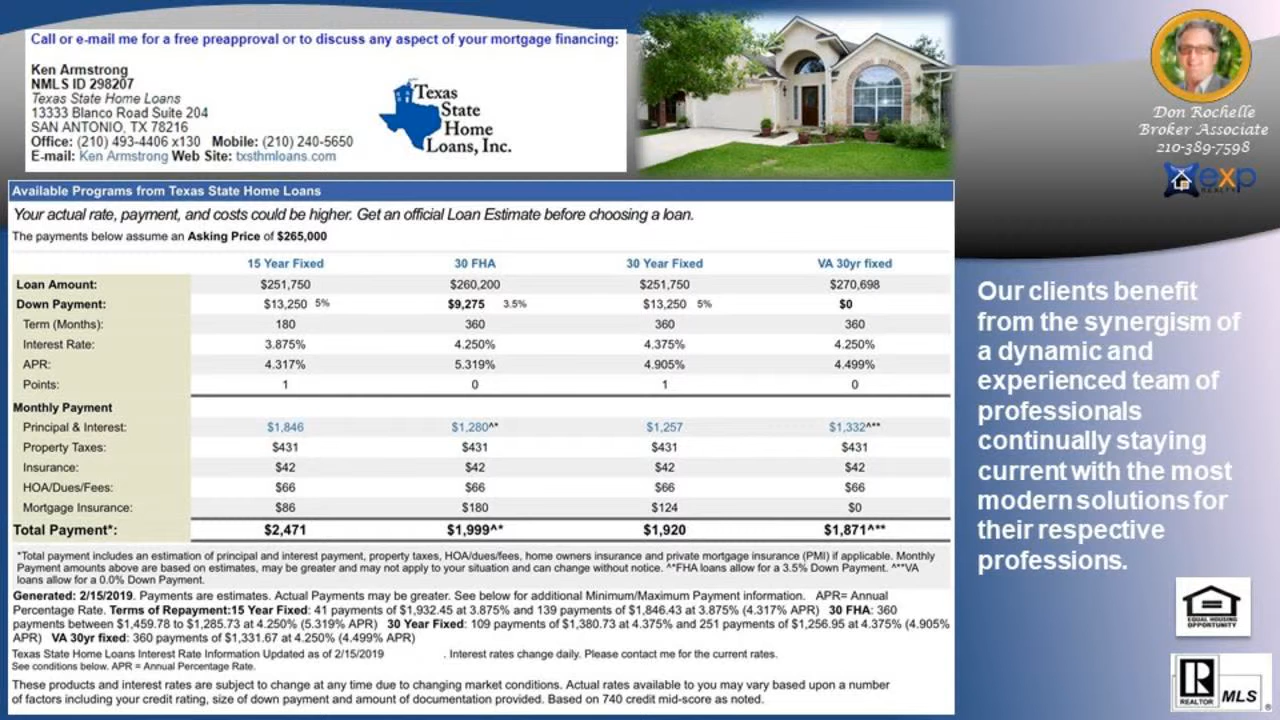 Call or e-mail me for a free preapproval or to discuss any aspect of your mortgage financing:
Ken Armstrong
NMLS ID 298207
Texas State Home Loans
13333 Blanco Road Suite 204
SAN ANTONIO, TX 78216
Office: (210) 493-4406 x130 Mobile: (210) 240-5650
E-mail: Ken Armstrong Web Site: txsthmloans.com
Texas
State
Home
Loans, Inc.
Don Rochelle
Broker Associate
210-389-7598
exp
REALTY
Available Programs from Texas State Home Loans
Your actual rate, payment, and costs could be higher. Get an official Loan Estimate before choosing a loan.
The payments below assume an Asking Price of $265,000
15 Year Fixed 30 FHA 30 Year Fixed VA 30yr fixed
Loan Amount: $251,750 $260,200 $251,750 $270,698
Down Payment: $13,250 5% $9,275 3.5% $13,250 5% $0
Term (Months): 180 360 360 360
Interest Rate: 3.875% 4.250% 4.375% 4.250%
APR: 4.317% 5.319% 4.905% 4.499%
Points: 1 0 1 0
Monthly Payment
Principal & Interest: $1,846 $1,280^* $1,257 $1,332^**
Property Taxes: $431 $431 $431 $431
Insurance: $42 $42 $42 $42
HOA/Dues/Fees: $66 $66 $66 $66
Mortgage Insurance: $86 $180 $124 $0
Total Payment*: $2,471 $1,999^* $1,920 $1,871^**
*Total payment includes an estimation of principal and interest payment, property taxes, HOA/dues/fees, home owners insurance and private mortgage insurance (PMI) if applicable. Monthly
Payment amounts above are based on estimates, may be greater and may not apply to your situation and can change without notice. ^*FHA loans allow for a 3.5% Down Payment. ^**VA
loans allow for a 0.0% Down Payment.
Generated: 2/15/2019. Payments are estimates. Actual Payments may be greater. See below for additional Minimum/Maximum Payment information. APR= Annual
Percentage Rate. Terms of Repayment:15 Year Fixed: 41 payments of $1,932.45 at 3.875% and 139 payments of $1,846.43 at 3.875% (4.317% APR) 30 FHA: 360
payments between $1,459.78 to $1,285.73 at 4.250% (5.319% APR) 30 Year Fixed: 109 payments of $1,380.73 at 4.375% and 251 payments of $1,256.95 at 4.375% (4.905%
APR) VA 30yr fixed: 360 payments of $1,331.67 at 4.250% (4.499% APR)
Texas State Home Loans Interest Rate Information Updated as of 2/15/2019 . Interest rates change daily. Please contact me for the current rates.
See conditions below. APR = Annual Percentage Rate.
These products and interest rates are subject to change at any time due to changing market conditions. Actual rates available to you may vary based upon a number
of factors including your credit rating, size of down payment and amount of documentation provided. Based on 740 credit mid-score as noted.
Our clients benefit
from the synergism of
a dynamic and
experienced team of
professionals
continually staying
current with the most
modern solutions for
their respective
professions.
EQUAL HOUSING
OPPORTUNITY
R
REALTOR MLS ®